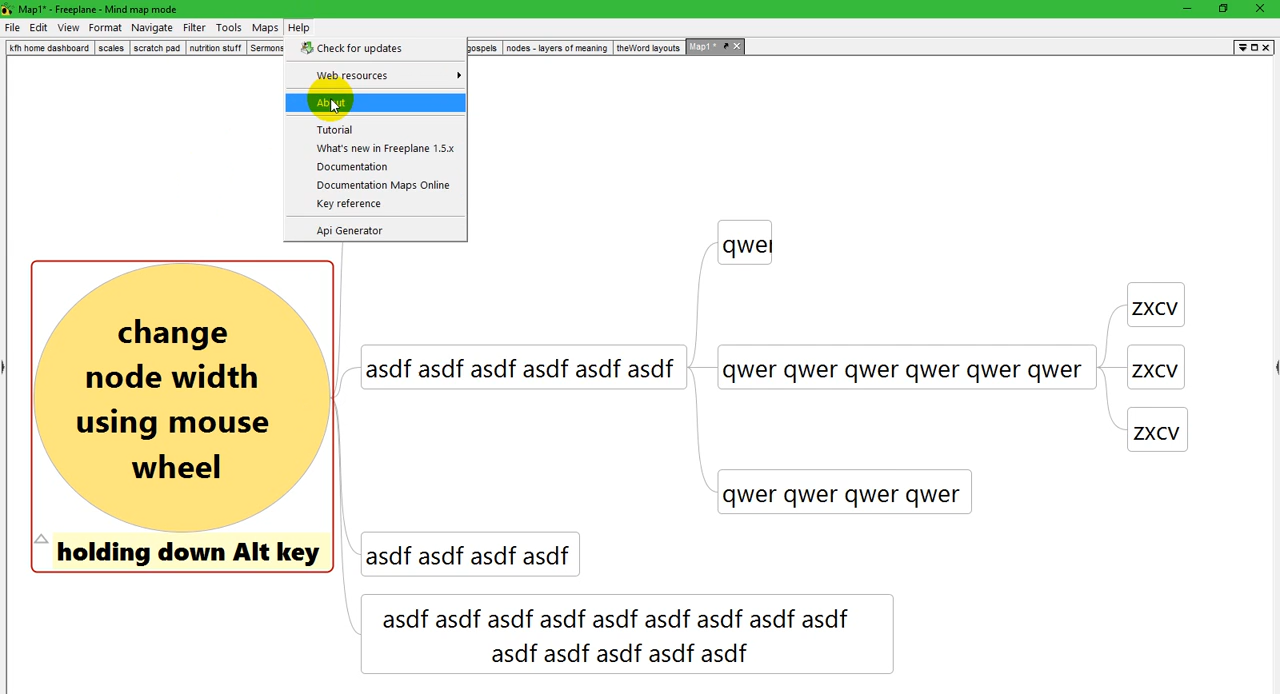 Map1* - Freeplane - Mind map mode
File Edit View Format Navigate Filter Tools Maps Help
kfh home dashboard scales scratch pad nutrition stuff Sermons gospels nodes - layers of meaning theWord layouts Map1 *
Check for updates
Web resources
About
Tutorial
What's new in Freeplane 1.5.x
Documentation
Documentation Maps Online
Key reference
Api Generator
change
node width
using mouse
wheel
holding down Alt key
asdf asdf asdf asdf asdf asdf
asdf asdf asdf asdf
asdf asdf asdf asdf asdf asdf asdf asdf asdf
asdf asdf asdf asdf asdf
qwer
qwer qwer qwer qwer qwer qwer
qwer qwer qwer qwer
zxcv
zxcv
zxcv